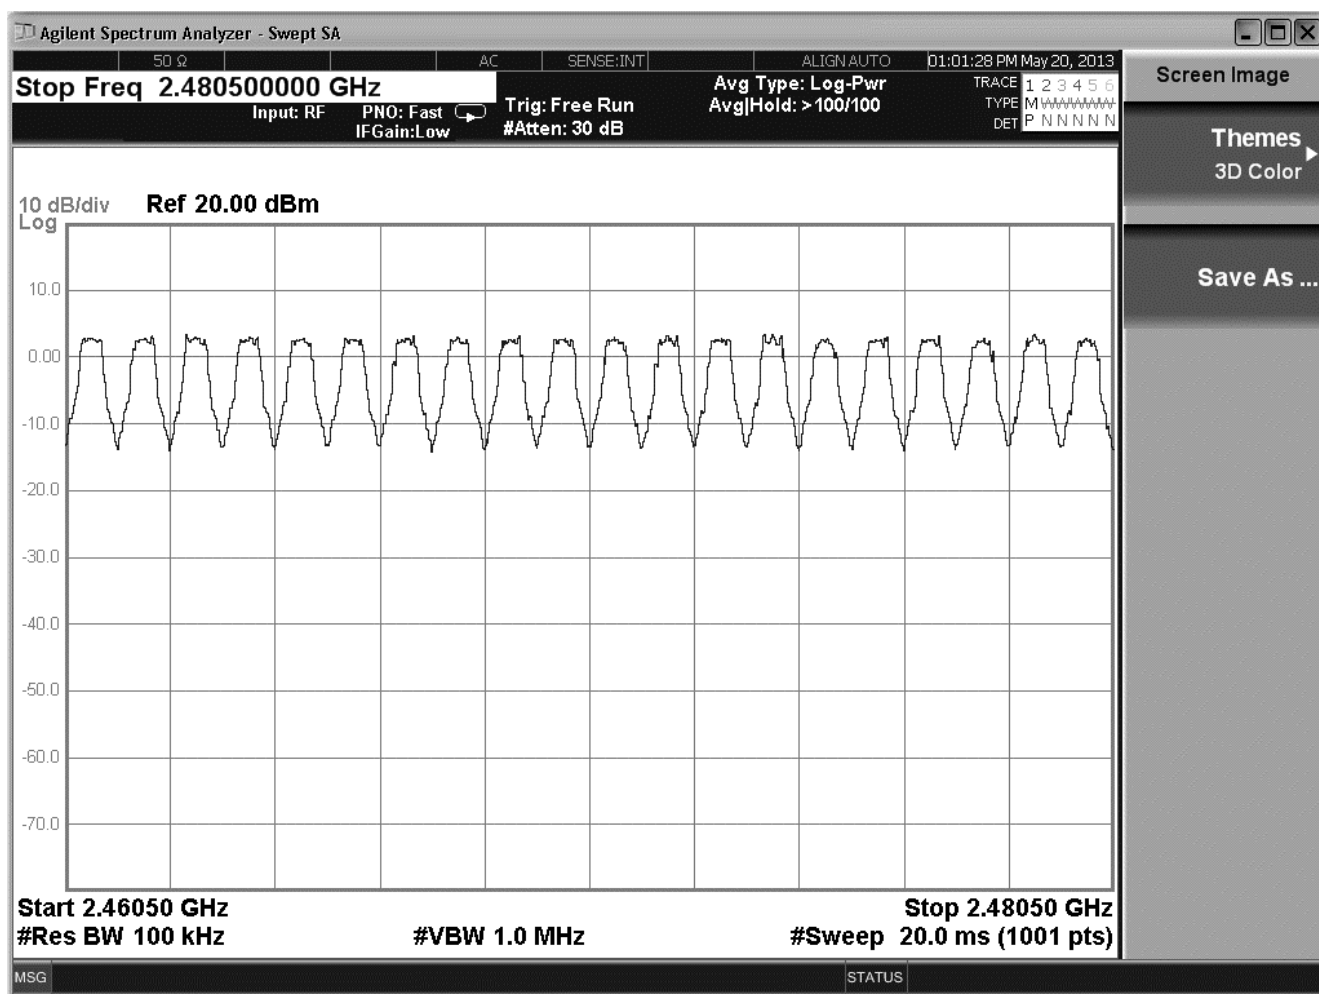 Agilent Spectrum Analyzer - Swept SA
50 Ω AC SENSE:INT ALIGN AUTO 01:01:28 PM May 20, 2013
Stop Freq 2.480500000 GHz
Input: RF PNO: Fast IFGain:Low
Trig: Free Run
#Atten: 30 dB
Avg Type: Log-Pwr
Avg|Hold: >100/100
TRACE 1 2 3 4 5 6
TYPE M
DET P N N N N N
Screen Image
Themes
3D Color
Save As ...
10 dB/div Ref 20.00 dBm
Log
10.0
0.00
-10.0
-20.0
-30.0
-40.0
-50.0
-60.0
-70.0
Start 2.46050 GHz Stop 2.48050 GHz
#Res BW 100 kHz #VBW 1.0 MHz #Sweep 20.0 ms (1001 pts)
MSG STATUS